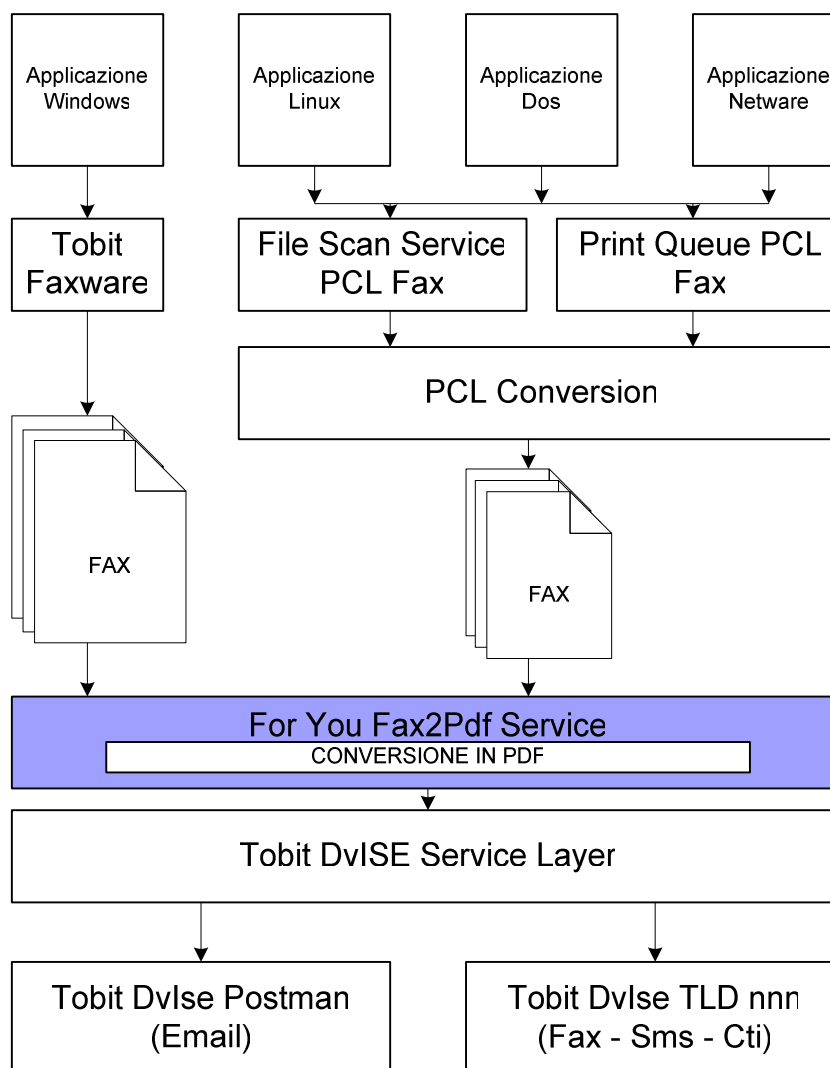 Applicazione
Windows
Applicazione
Linux
Applicazione
Dos
Applicazione
Netware
Tobit
Faxware
File Scan Service
PCL Fax
Print Queue PCL
Fax
PCL Conversion
FAX
FAX
For You Fax2Pdf Service
CONVERSIONE IN PDF
Tobit DvISE Service Layer
Tobit DvIse Postman
(Email)
Tobit DvIse TLD nnn
(Fax - Sms - Cti)